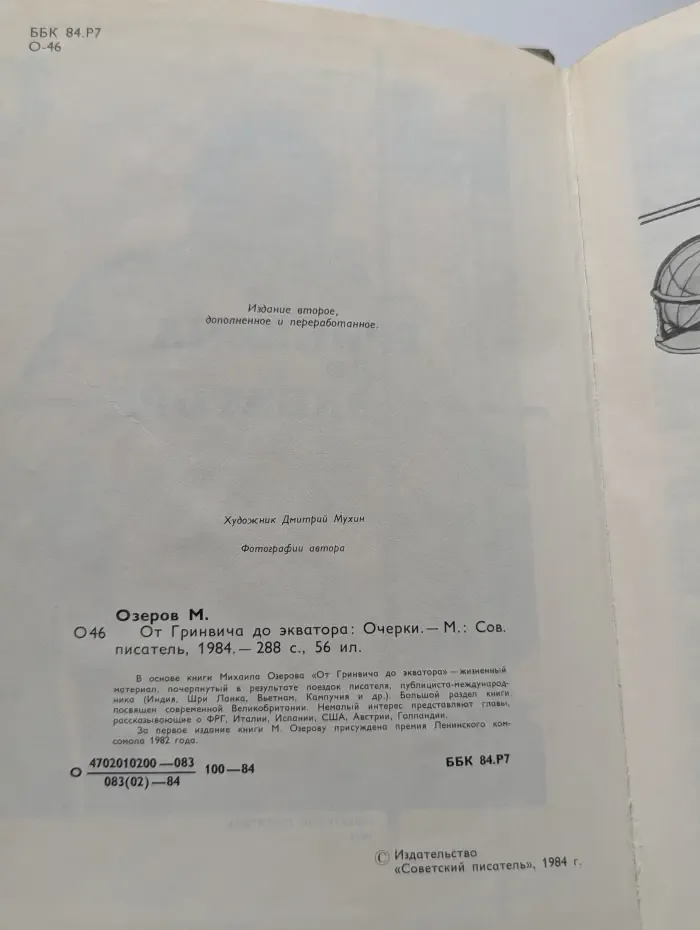 ББК 84.Р7
О-46
Издание второе,
дополненное и переработанное.
Художник Дмитрий Мухин
Фотографии автора
Озеров М.
О46 От Гринвича до экватора: Очерки.— М.: Сов.
писатель, 1984.— 288 с., 56 ил.
В основе книги Михаила Озерова «От Гринвича до экватора» — жизненный
материал, почерпнутый в результате поездок писателя, публициста-международ-
ника (Индия, Шри Ланка, Вьетнам, Кампучия и др.). Большой раздел книги
посвящен современной Великобритании. Немалый интерес представляют главы,
рассказывающие о ФРГ, Италии, Испании, США, Австрии, Голландии.
За первое издание книги М. Озерову присуждена премия Ленинского ком-
сомола 1982 года.
О 4702010200—083 100—84 ББК 84.Р7
083(02)—84
© Издательство
«Советский писатель», 1984 г.